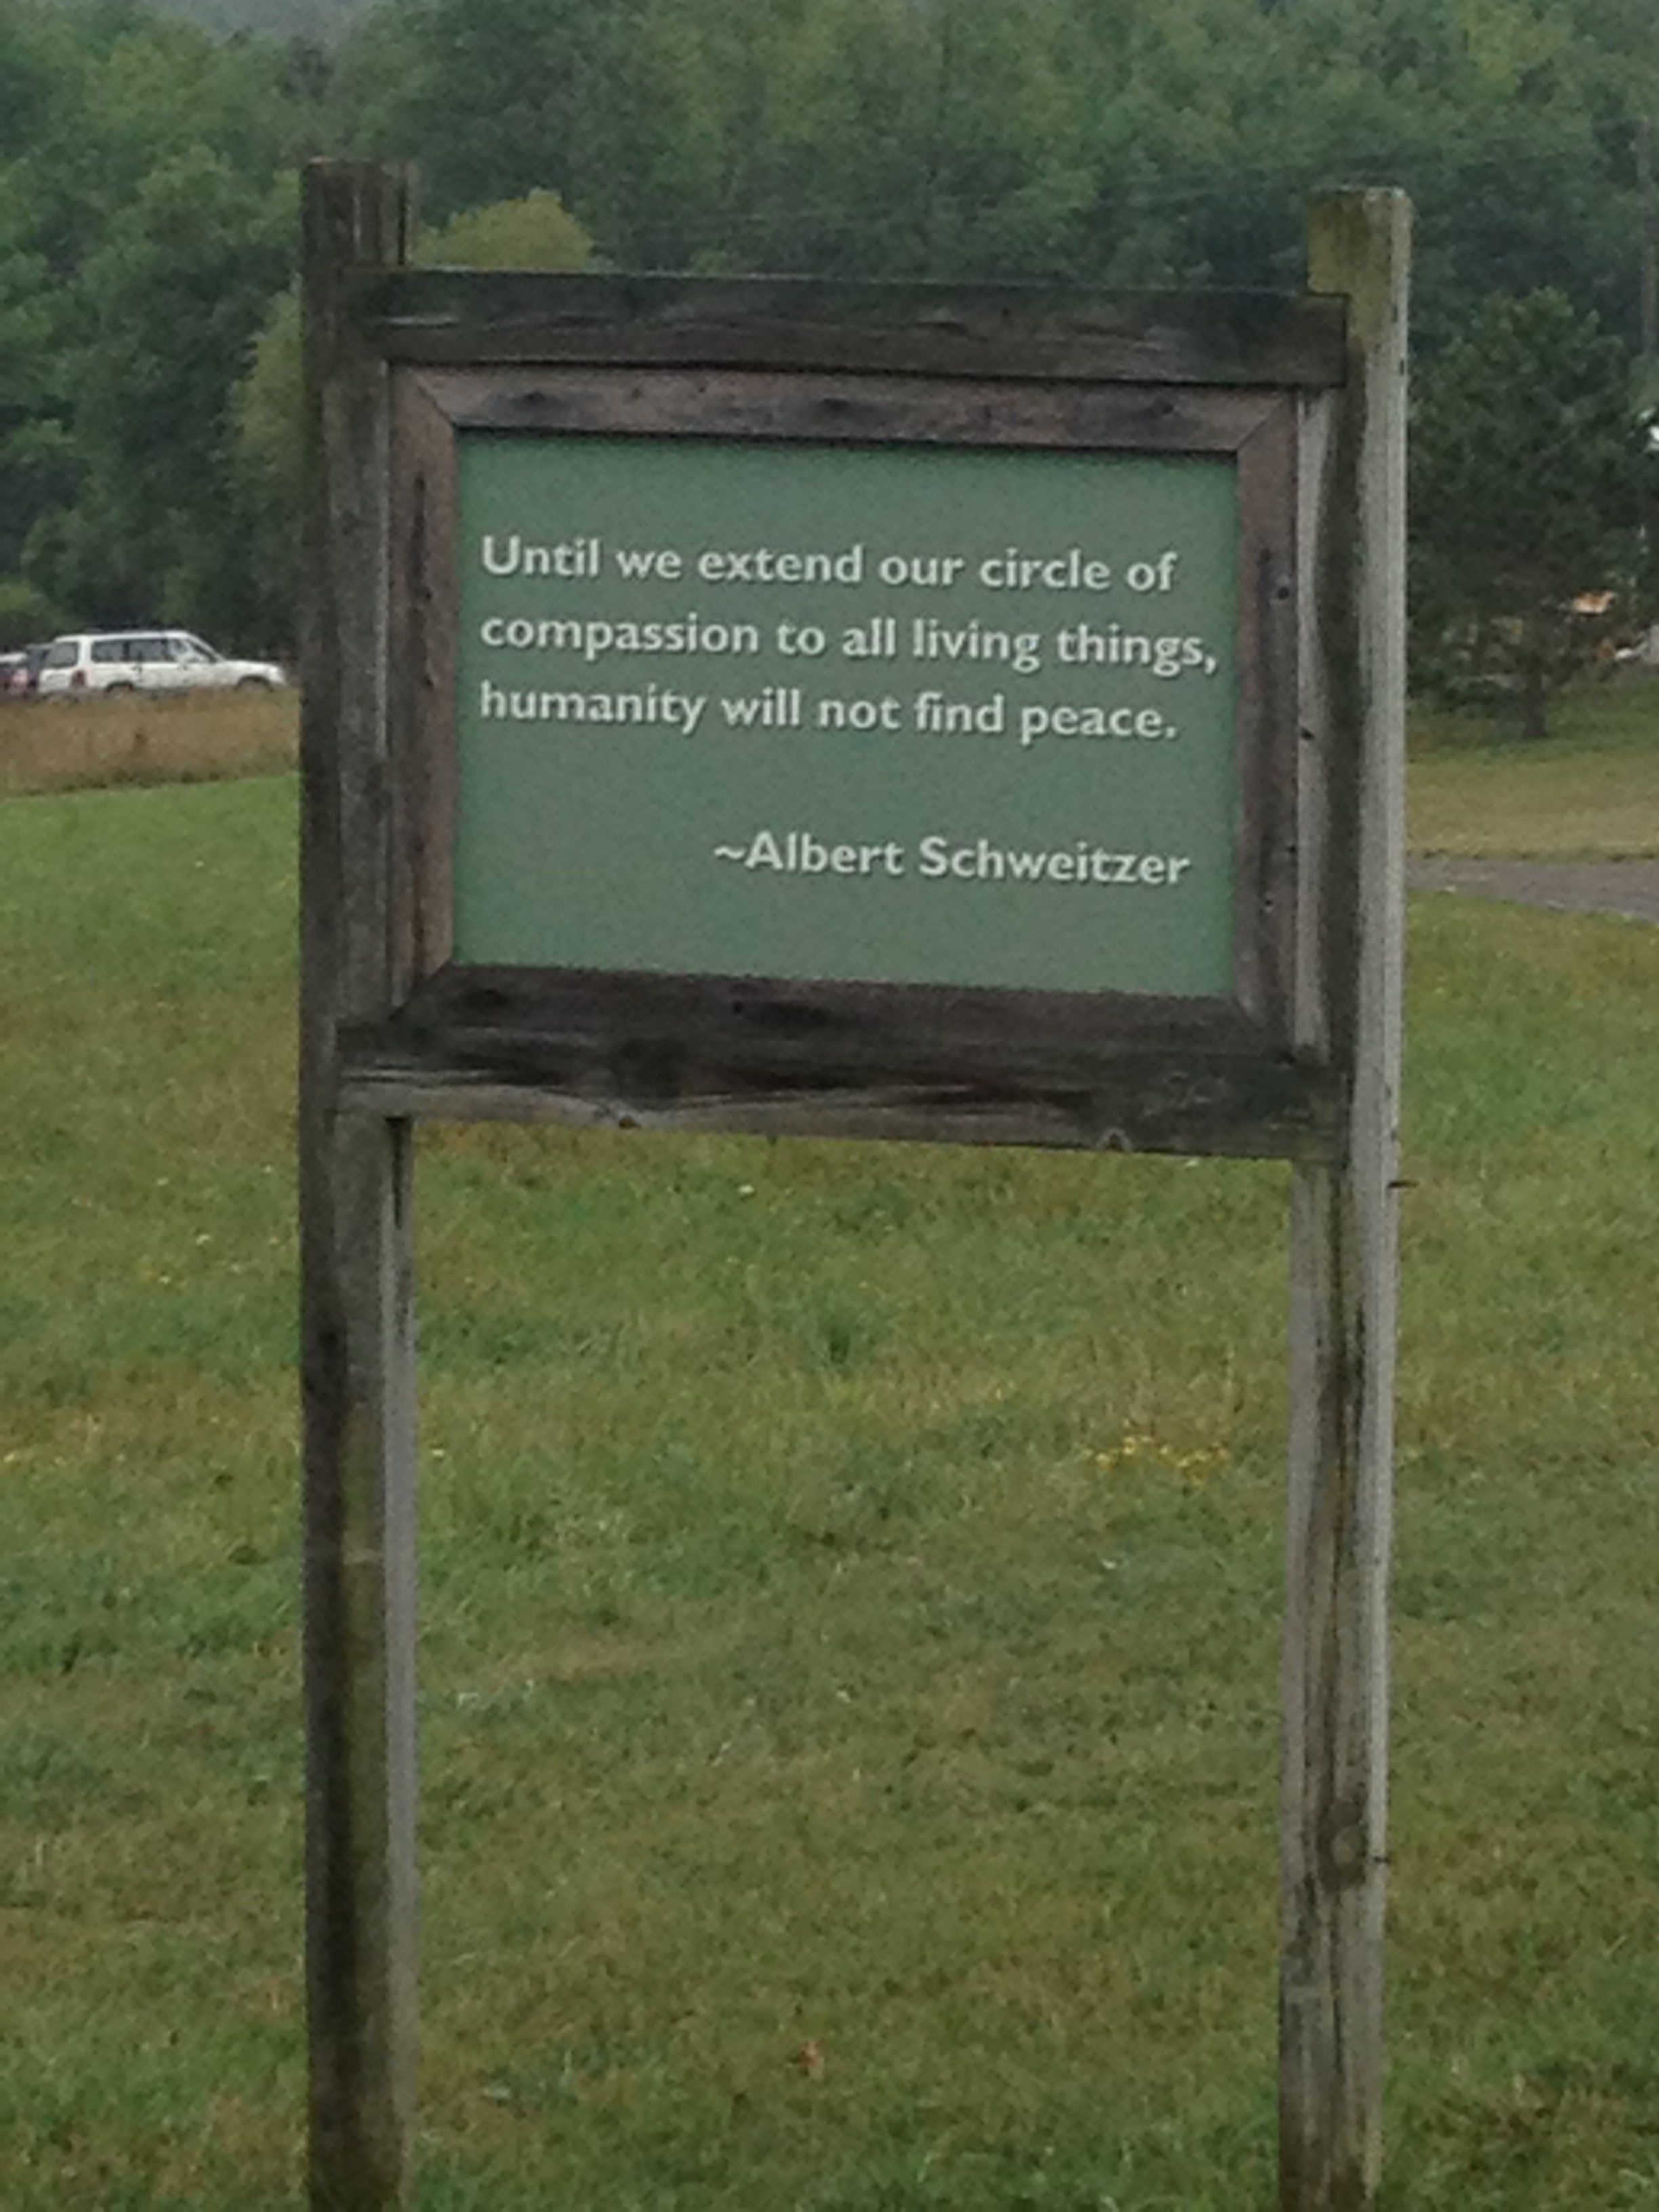 Until we extend our circle of
compassion to all living things,
humanity will not find peace.
~Albert Schweitzer